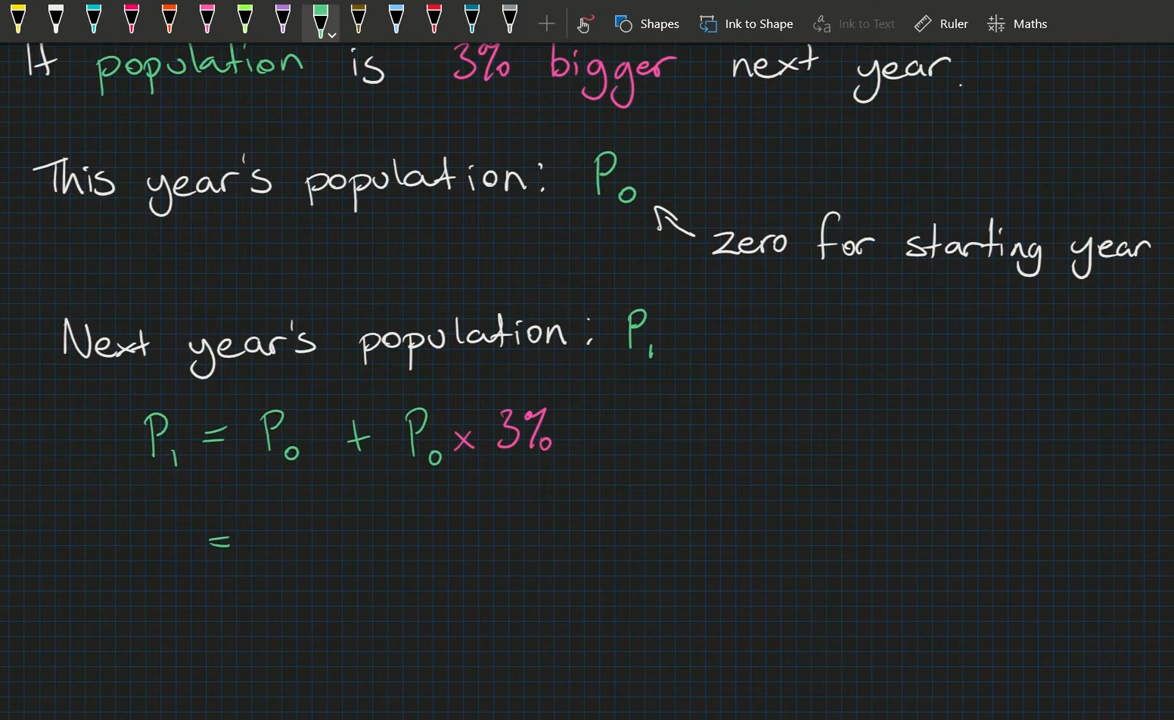 Shapes Ink to Shape Ink to Text Ruler Maths
If population is 3% bigger next year.
This year's population: P₀
zero for starting year
Next year's population: P₁
P₁ = P₀ + P₀ × 3%
=